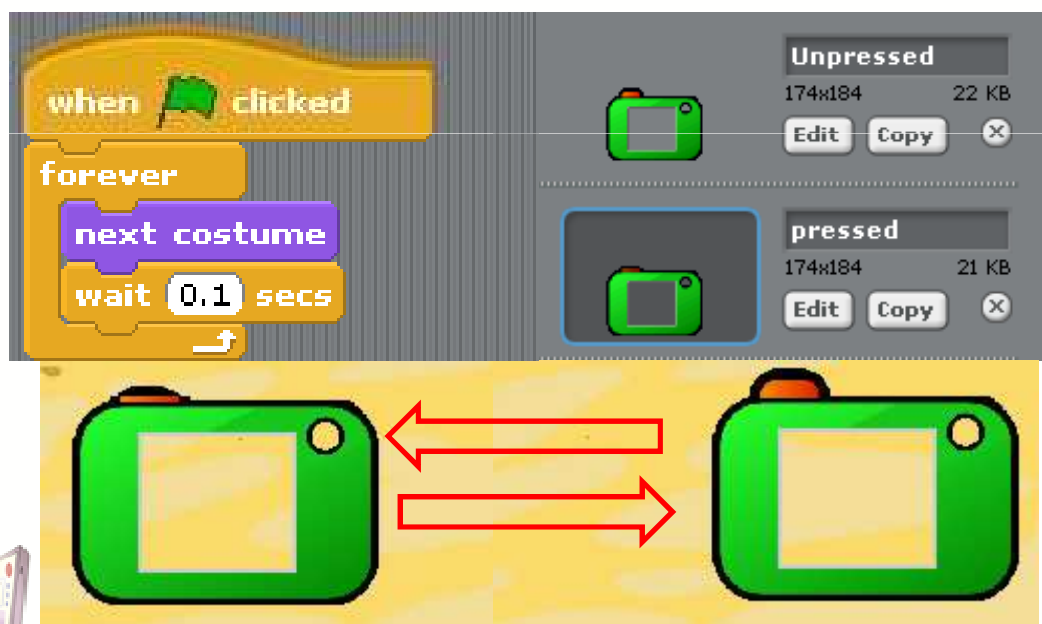 when clicked
forever
next costume
wait 0.1 secs
Unpressed
174x184 22 KB
Edit Copy
pressed
174x184 21 KB
Edit Copy